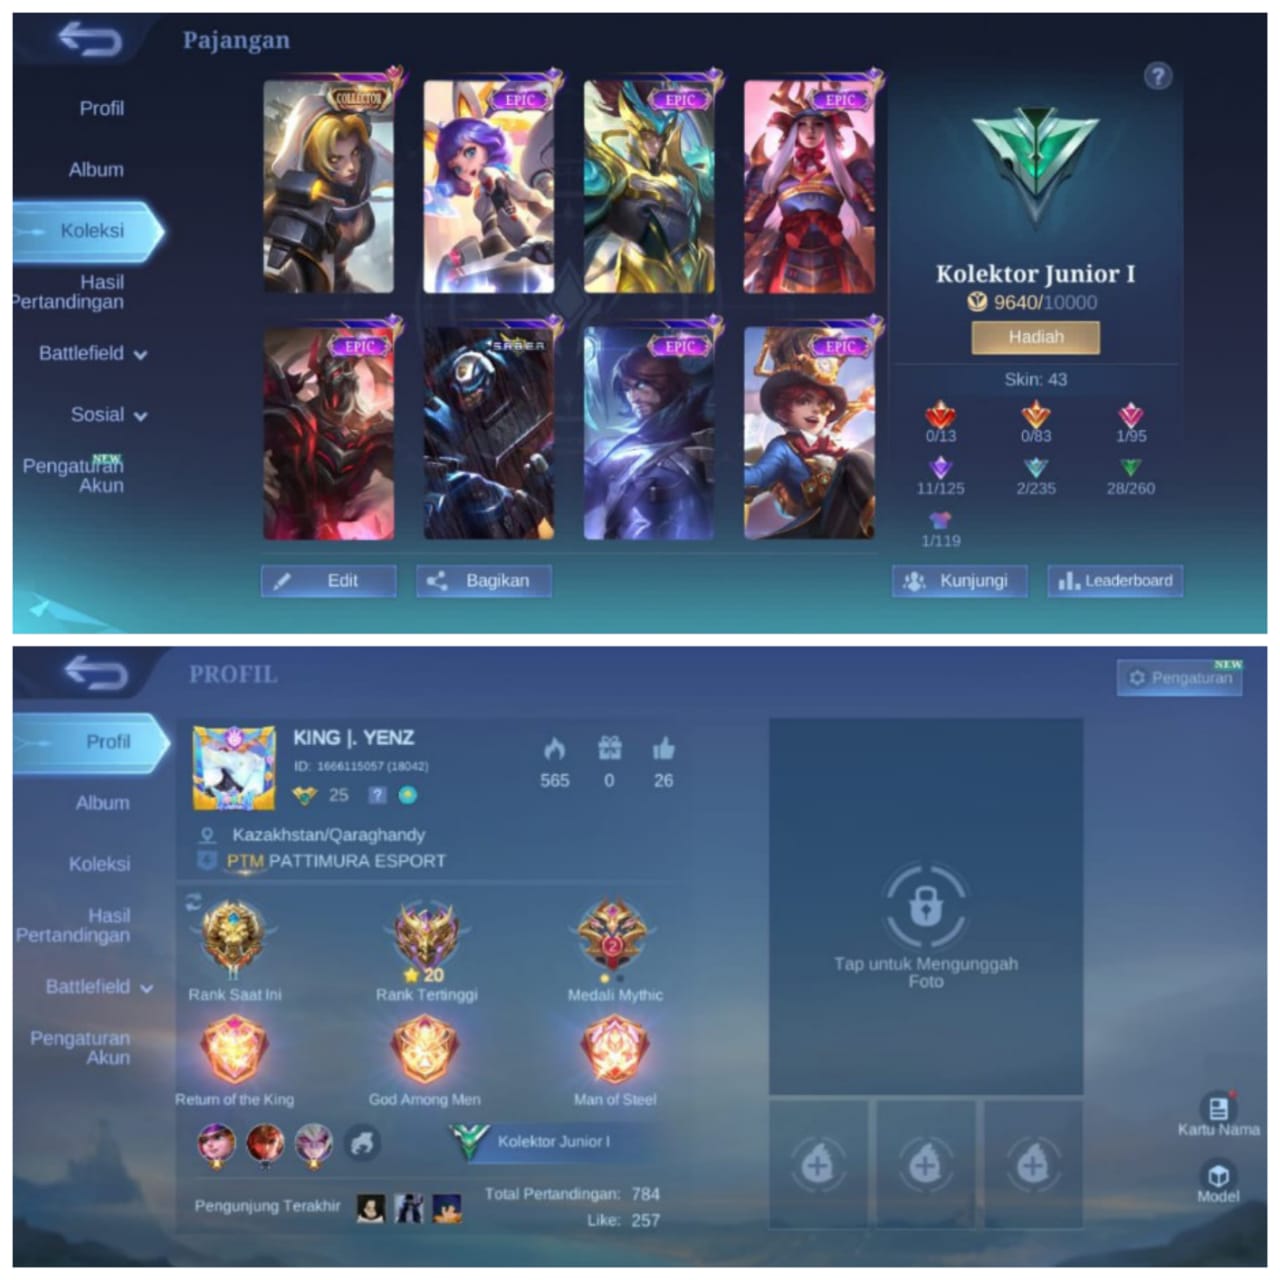 Pajangan
?
Profil
Album
Koleksi
Hasil
Pertandingan
Battlefield
Sosial
NEW
Pengaturan
Akun
COLLECTOR
EPIC
EPIC
EPIC
EPIC
S.A.B.E.R.
EPIC
EPIC
Edit
Bagikan
Kolektor Junior I
9640/10000
Hadiah
Skin: 43
0/13
0/83
1/95
11/125
2/235
28/260
1/119
Kunjungi
Leaderboard
PROFIL
NEW
Pengaturan
Profil
Album
Koleksi
Hasil
Pertandingan
Battlefield
Pengaturan
Akun
KING |. YENZ
ID: 1666115057 (18042)
25
?
565
0
26
Kazakhstan/Qaraghandy
PTM PATTIMURA ESPORT
II
Rank Saat Ini
20
Rank Tertinggi
2
Medali Mythic
Return of the King
God Among Men
Man of Steel
Kolektor Junior I
Pengunjung Terakhir
Total Pertandingan: 784
Like: 257
Tap untuk Mengunggah
Foto
Kartu Nama
Model